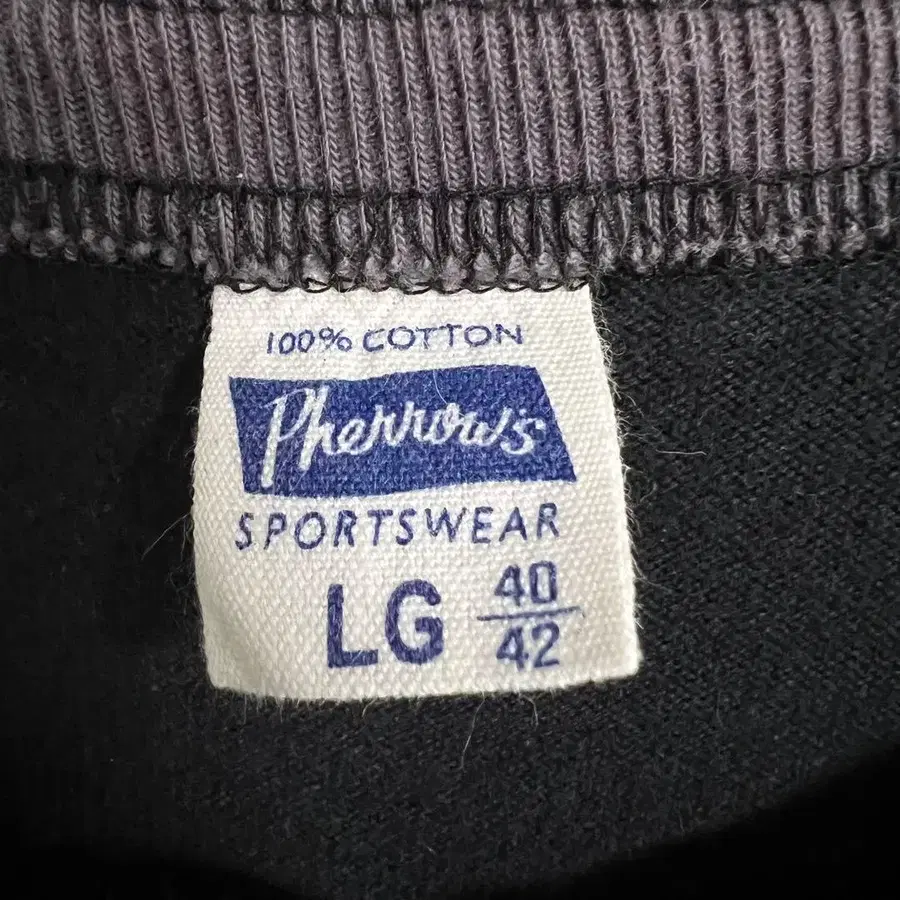 100% COTTON
Pherrow's
SPORTSWEAR
LG 40/42